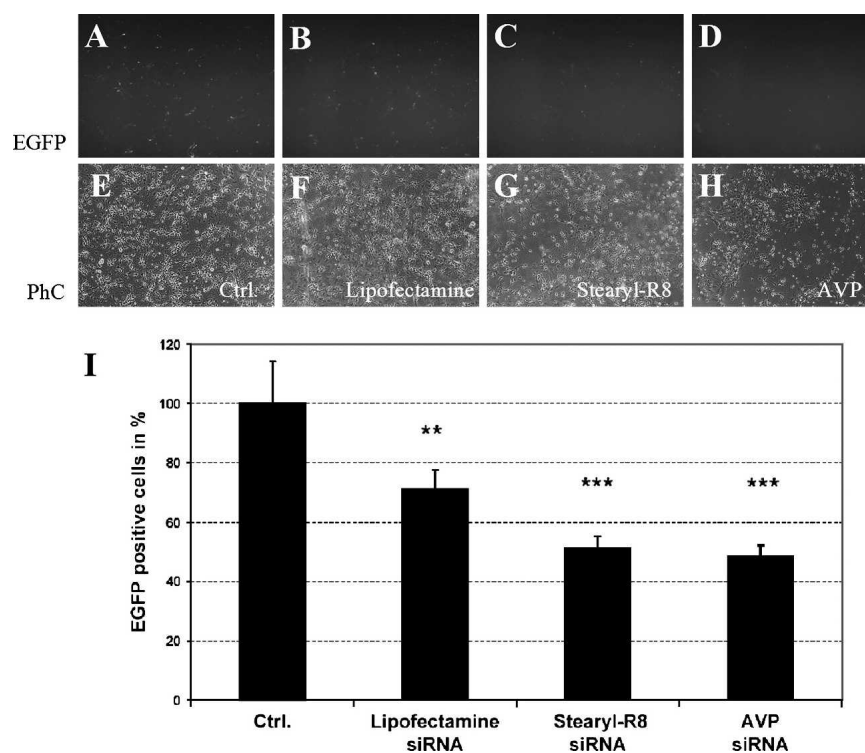 A B C D
EGFP
E F G H
Ctrl. Lipofectamine Stearyl-R8 AVP
PhC
I
120
100
80
60
40
20
0
EGFP positive cells in %
**
***
***
Ctrl. Lipofectamine Stearyl-R8 AVP
siRNA siRNA siRNA